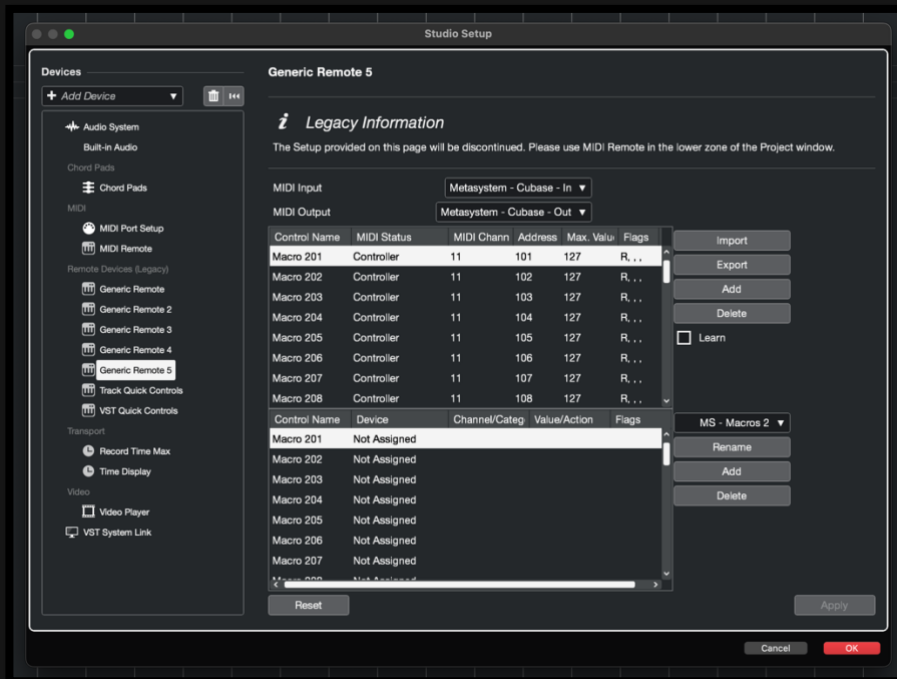 Studio Setup
Devices
+ Add Device
Audio System
Built-in Audio
Chord Pads
Chord Pads
MIDI
MIDI Port Setup
MIDI Remote
Remote Devices (Legacy)
Generic Remote
Generic Remote 2
Generic Remote 3
Generic Remote 4
Generic Remote 5
Track Quick Controls
VST Quick Controls
Transport
Record Time Max
Time Display
Video
Video Player
VST System Link
Generic Remote 5
i Legacy Information
The Setup provided on this page will be discontinued. Please use MIDI Remote in the lower zone of the Project window.
MIDI Input Metasystem - Cubase - In
MIDI Output Metasystem - Cubase - Out
Control Name MIDI Status MIDI Chann Address Max. Valu Flags
Macro 201 Controller 11 101 127 R, , ,
Macro 202 Controller 11 102 127 R, , ,
Macro 203 Controller 11 103 127 R, , ,
Macro 204 Controller 11 104 127 R, , ,
Macro 205 Controller 11 105 127 R, , ,
Macro 206 Controller 11 106 127 R, , ,
Macro 207 Controller 11 107 127 R, , ,
Macro 208 Controller 11 108 127 R, , ,
Import
Export
Add
Delete
Learn
Control Name Device Channel/Categ Value/Action Flags
Macro 201 Not Assigned
Macro 202 Not Assigned
Macro 203 Not Assigned
Macro 204 Not Assigned
Macro 205 Not Assigned
Macro 206 Not Assigned
Macro 207 Not Assigned
MS - Macros 2
Rename
Add
Delete
Reset
Apply
Cancel
OK